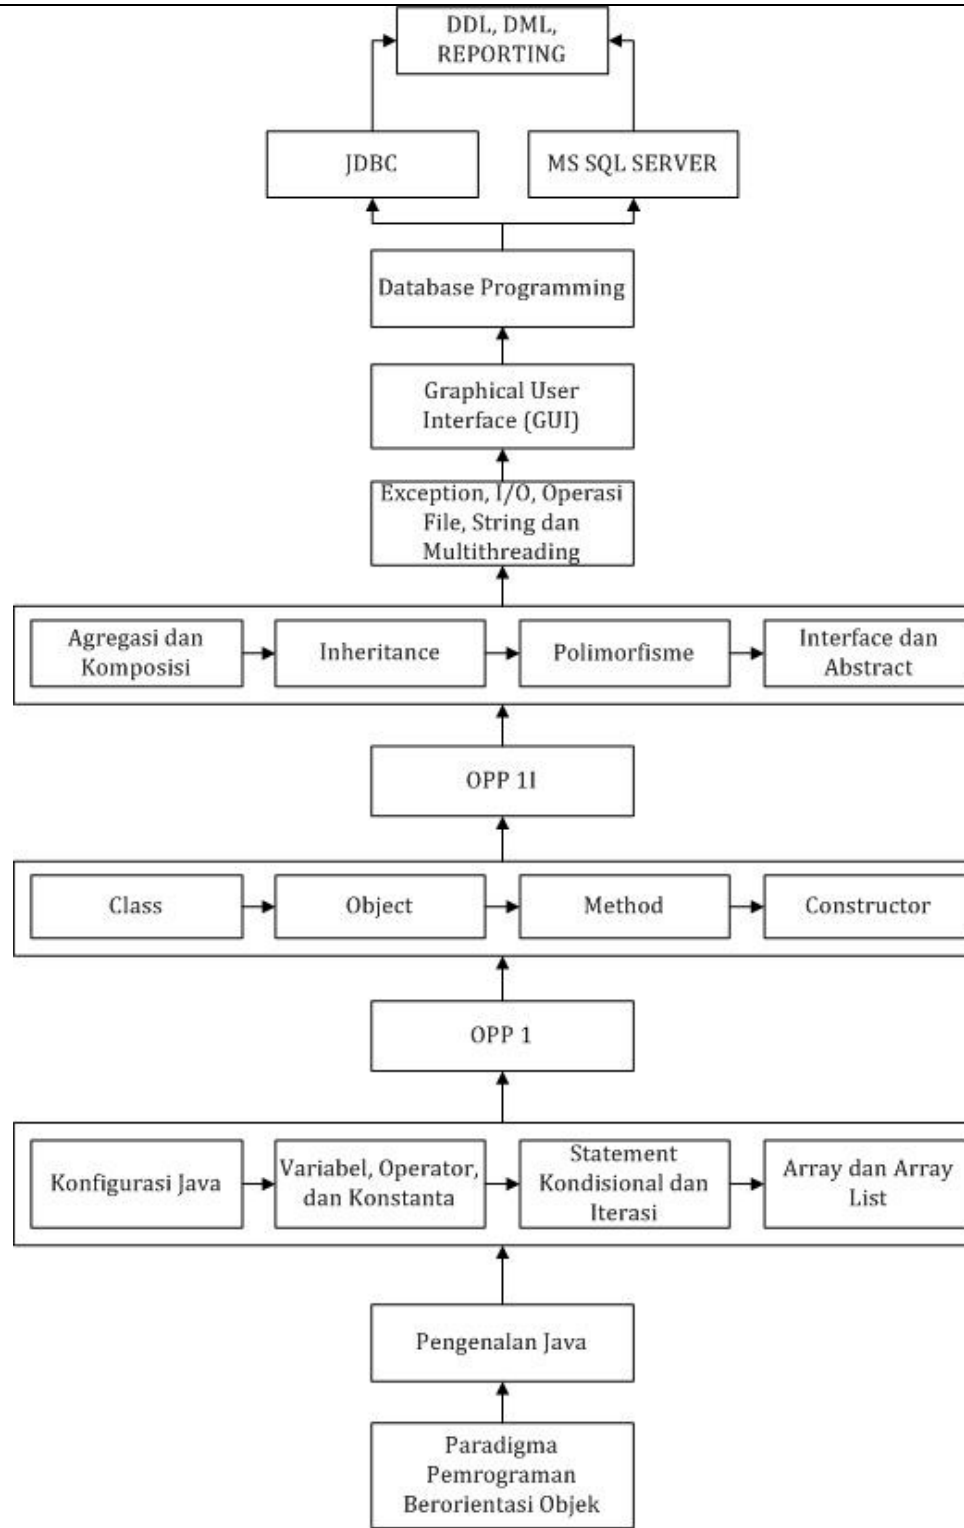 DDL, DML,
REPORTING
JDBC
MS SQL SERVER
Database Programming
Graphical User
Interface (GUI)
Exception, I/O, Operasi
File, String dan
Multithreading
Agregasi dan
Komposisi
Inheritance
Polimorfisme
Interface dan
Abstract
OPP 1I
Class
Object
Method
Constructor
OPP 1
Konfigurasi Java
Variabel, Operator,
dan Konstanta
Statement
Kondisional dan
Iterasi
Array dan Array
List
Pengenalan Java
Paradigma
Pemrograman
Berorientasi Objek